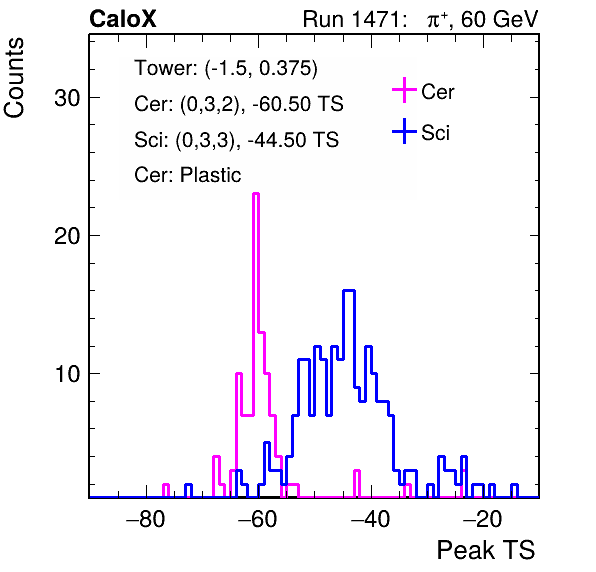 CaloX Run 1471: π+, 60 GeV
Counts
Tower: (-1.5, 0.375)
Cer: (0,3,2), -60.50 TS
Sci: (0,3,3), -44.50 TS
Cer: Plastic
Cer
Sci
30
20
10
−80 −60 −40 −20
Peak TS